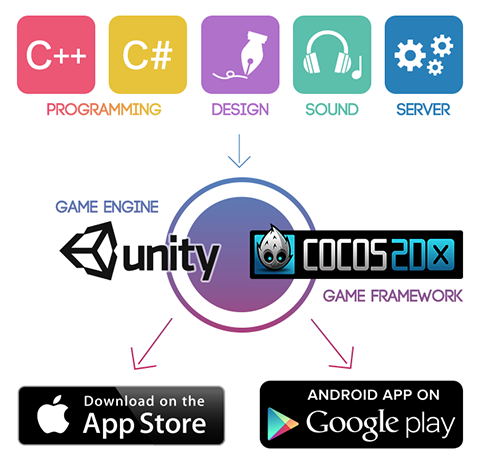 C++
C#
PROGRAMMING
DESIGN
SOUND
SERVER
GAME ENGINE
unity
COCOS2DX
GAME FRAMEWORK
Download on the
App Store
ANDROID APP ON
Google play